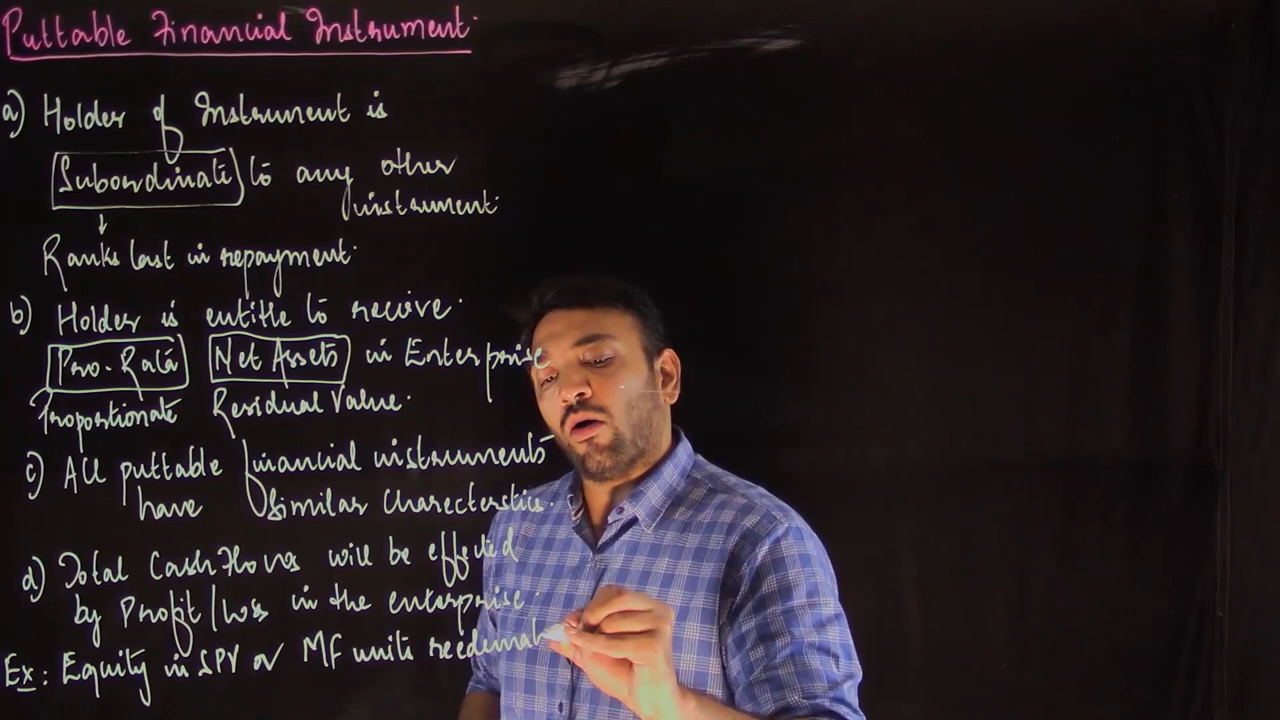 Puttable Financial Instrument.
a) Holder of Instrument is
Subordinate to any other
instrument.
↓
Ranks last in repayment.
b) Holder is entitle to receive.
Pro-Rata Net Assets in Enterprise
Proportionate Residual Value.
c) All puttable financial instruments
have similar characterstics.
d) Total Cash Flows will be effected
by Profit/Loss in the enterprise.
Ex: Equity in SPV or MF units reedemab